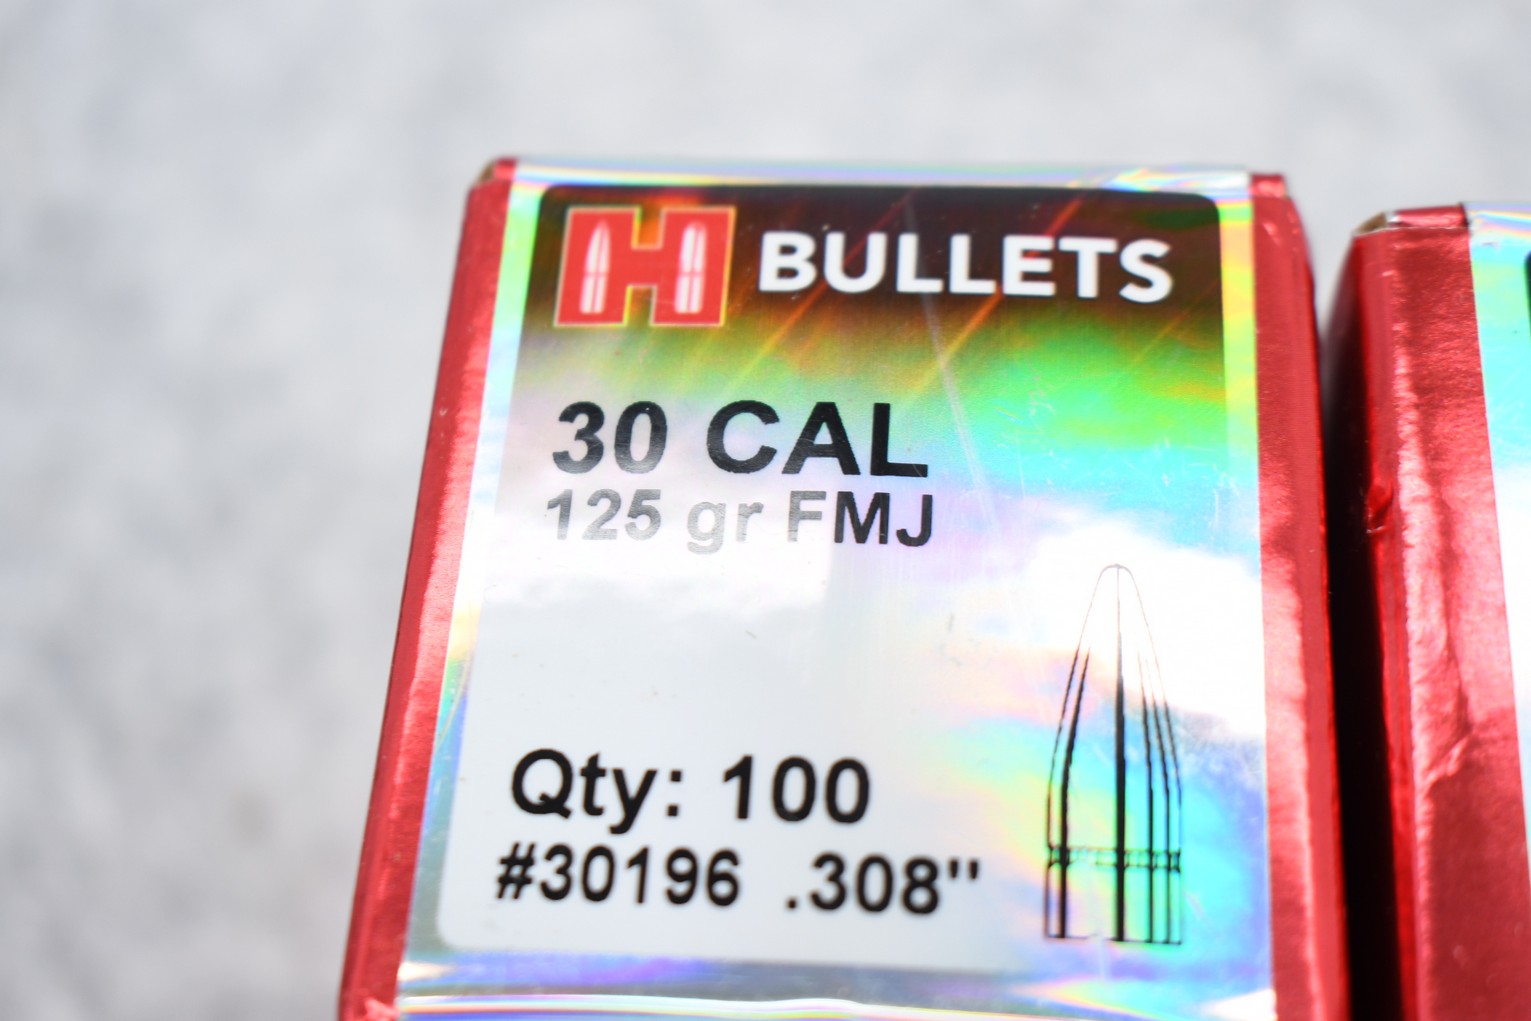 H BULLETS
30 CAL
125 gr FMJ
Qty: 100
#30196 .308"